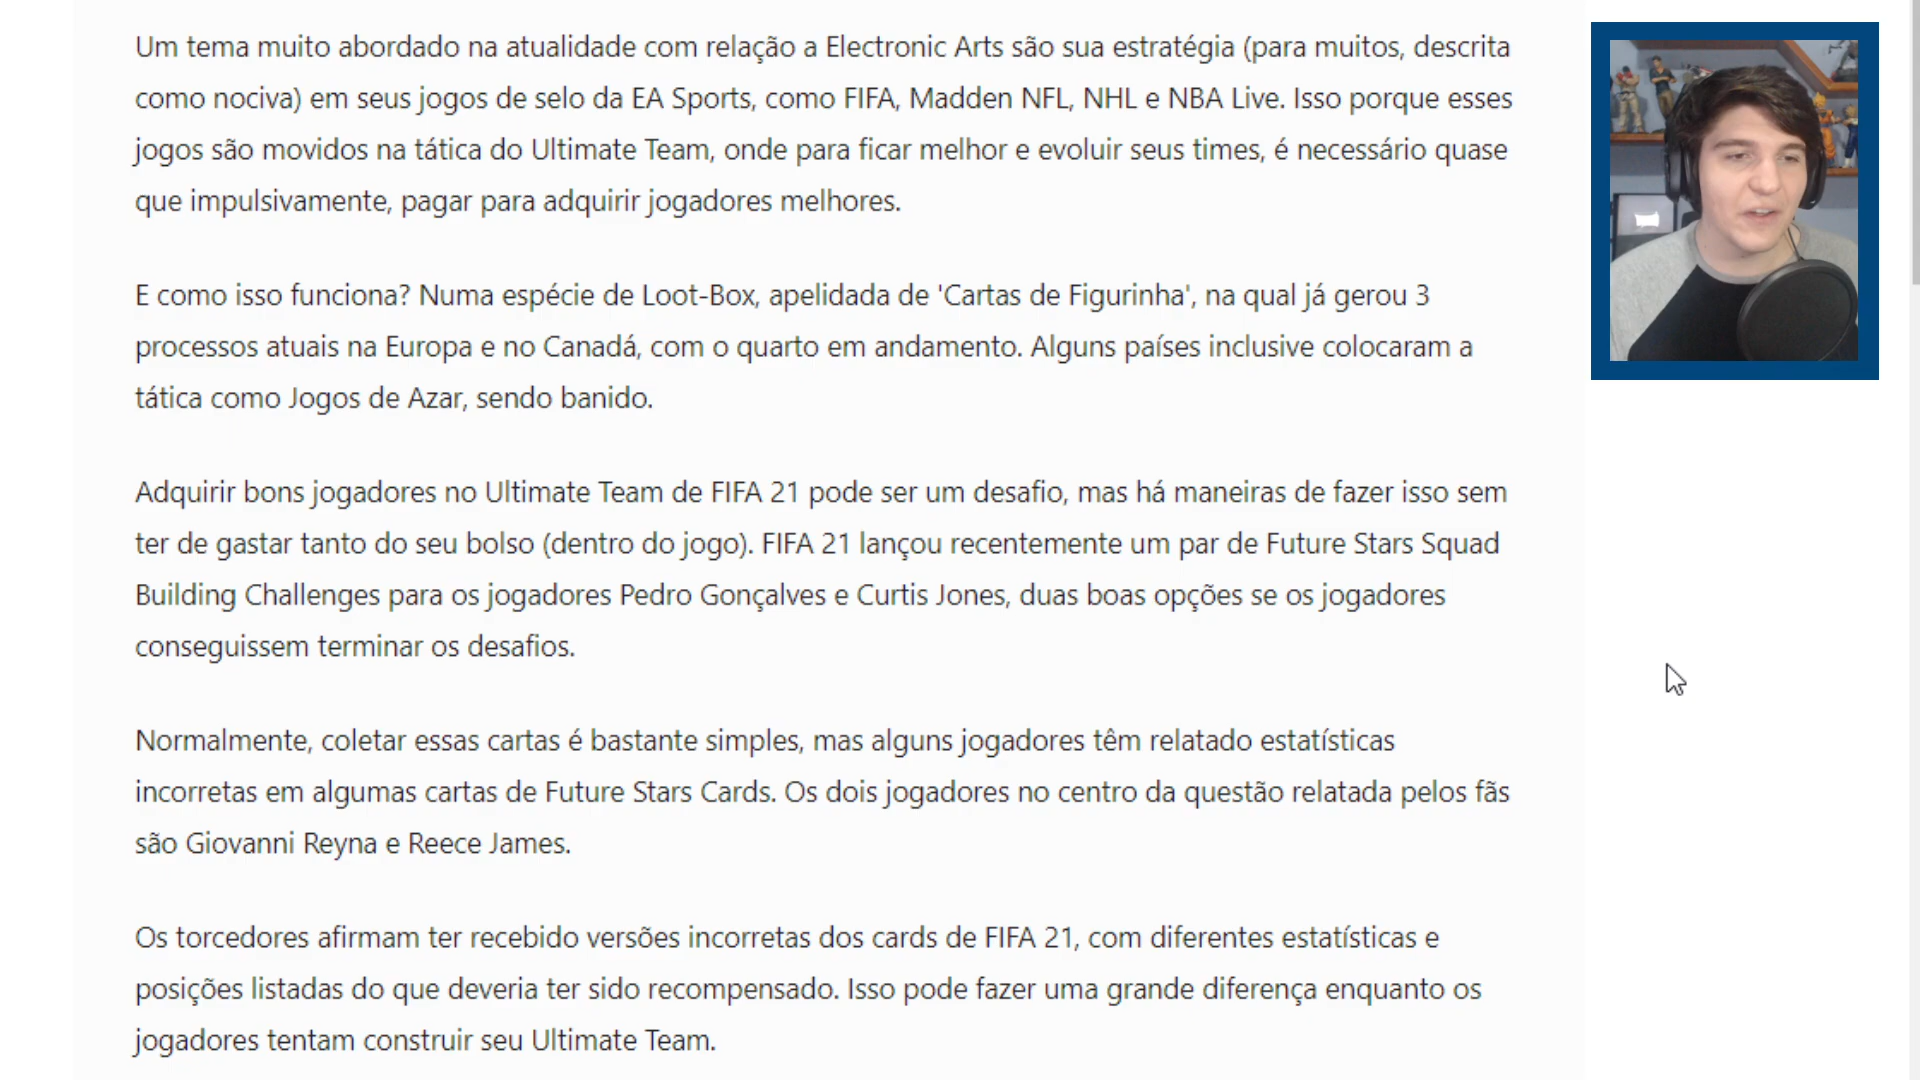 Um tema muito abordado na atualidade com relação a Electronic Arts são sua estratégia (para muitos, descrita
como nociva) em seus jogos de selo da EA Sports, como FIFA, Madden NFL, NHL e NBA Live. Isso porque esses
jogos são movidos na tática do Ultimate Team, onde para ficar melhor e evoluir seus times, é necessário quase
que impulsivamente, pagar para adquirir jogadores melhores.
E como isso funciona? Numa espécie de Loot-Box, apelidada de 'Cartas de Figurinha', na qual já gerou 3
processos atuais na Europa e no Canadá, com o quarto em andamento. Alguns países inclusive colocaram a
tática como Jogos de Azar, sendo banido.
Adquirir bons jogadores no Ultimate Team de FIFA 21 pode ser um desafio, mas há maneiras de fazer isso sem
ter de gastar tanto do seu bolso (dentro do jogo). FIFA 21 lançou recentemente um par de Future Stars Squad
Building Challenges para os jogadores Pedro Gonçalves e Curtis Jones, duas boas opções se os jogadores
conseguissem terminar os desafios.
Normalmente, coletar essas cartas é bastante simples, mas alguns jogadores têm relatado estatísticas
incorretas em algumas cartas de Future Stars Cards. Os dois jogadores no centro da questão relatada pelos fãs
são Giovanni Reyna e Reece James.
Os torcedores afirmam ter recebido versões incorretas dos cards de FIFA 21, com diferentes estatísticas e
posições listadas do que deveria ter sido recompensado. Isso pode fazer uma grande diferença enquanto os
jogadores tentam construir seu Ultimate Team.